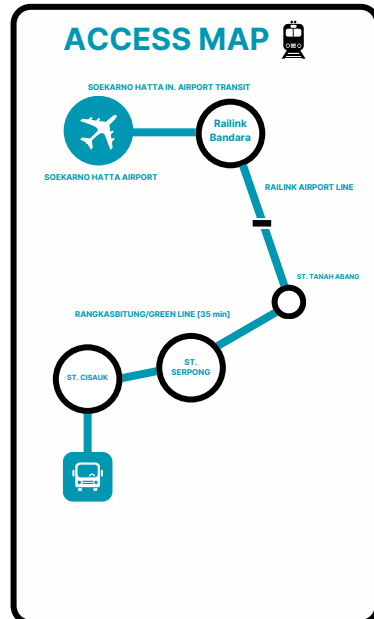 ACCESS MAP
SOEKARNO HATTA IN. AIRPORT TRANSIT
Railink
Bandara
SOEKARNO HATTA AIRPORT
RAILINK AIRPORT LINE
ST. TANAH ABANG
RANGKASBITUNG/GREEN LINE [35 min]
ST.
SERPONG
ST. CISAUK